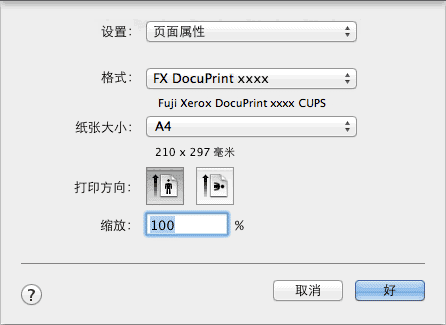 设置: 页面属性
格式: FX DocuPrint xxxx
Fuji Xerox DocuPrint xxxx CUPS
纸张大小: A4
210 x 297 毫米
打印方向:
缩放: 100 %
? 取消 好